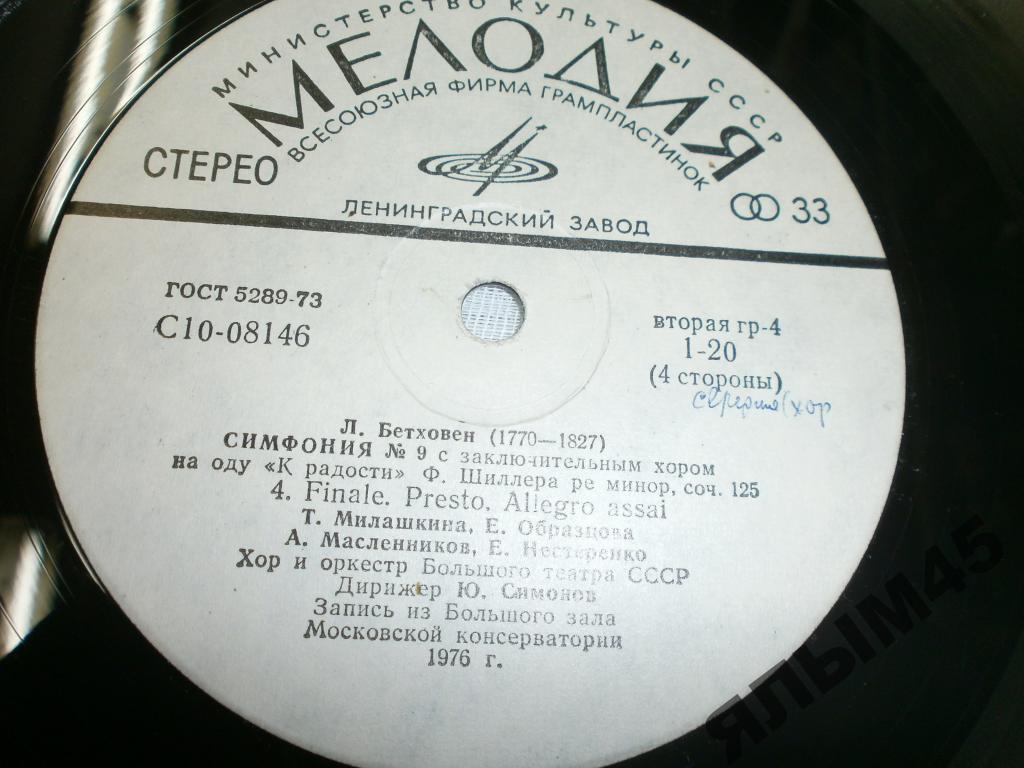 МИНИСТЕРСТВО КУЛЬТУРЫ СССР
МЕЛОДИЯ
ВСЕСОЮЗНАЯ ФИРМА ГРАМПЛАСТИНОК
СТЕРЕО
33
ЛЕНИНГРАДСКИЙ ЗАВОД
ГОСТ 5289-73
С10-08146
вторая гр-4
1-20
(4 стороны)
хор
Л. Бетховен (1770—1827)
СИМФОНИЯ № 9 с заключительным хором
на оду «К радости» Ф. Шиллера ре минор, соч. 125
4. Finale. Presto. Allegro assai
Т. Милашкина, Е. Образцова
А. Масленников, Е. Нестеренко
Хор и оркестр Большого театра СССР
Дирижер Ю. Симонов
Запись из Большого зала
Московской консерватории
1976 г.
ЯЛЫМ45